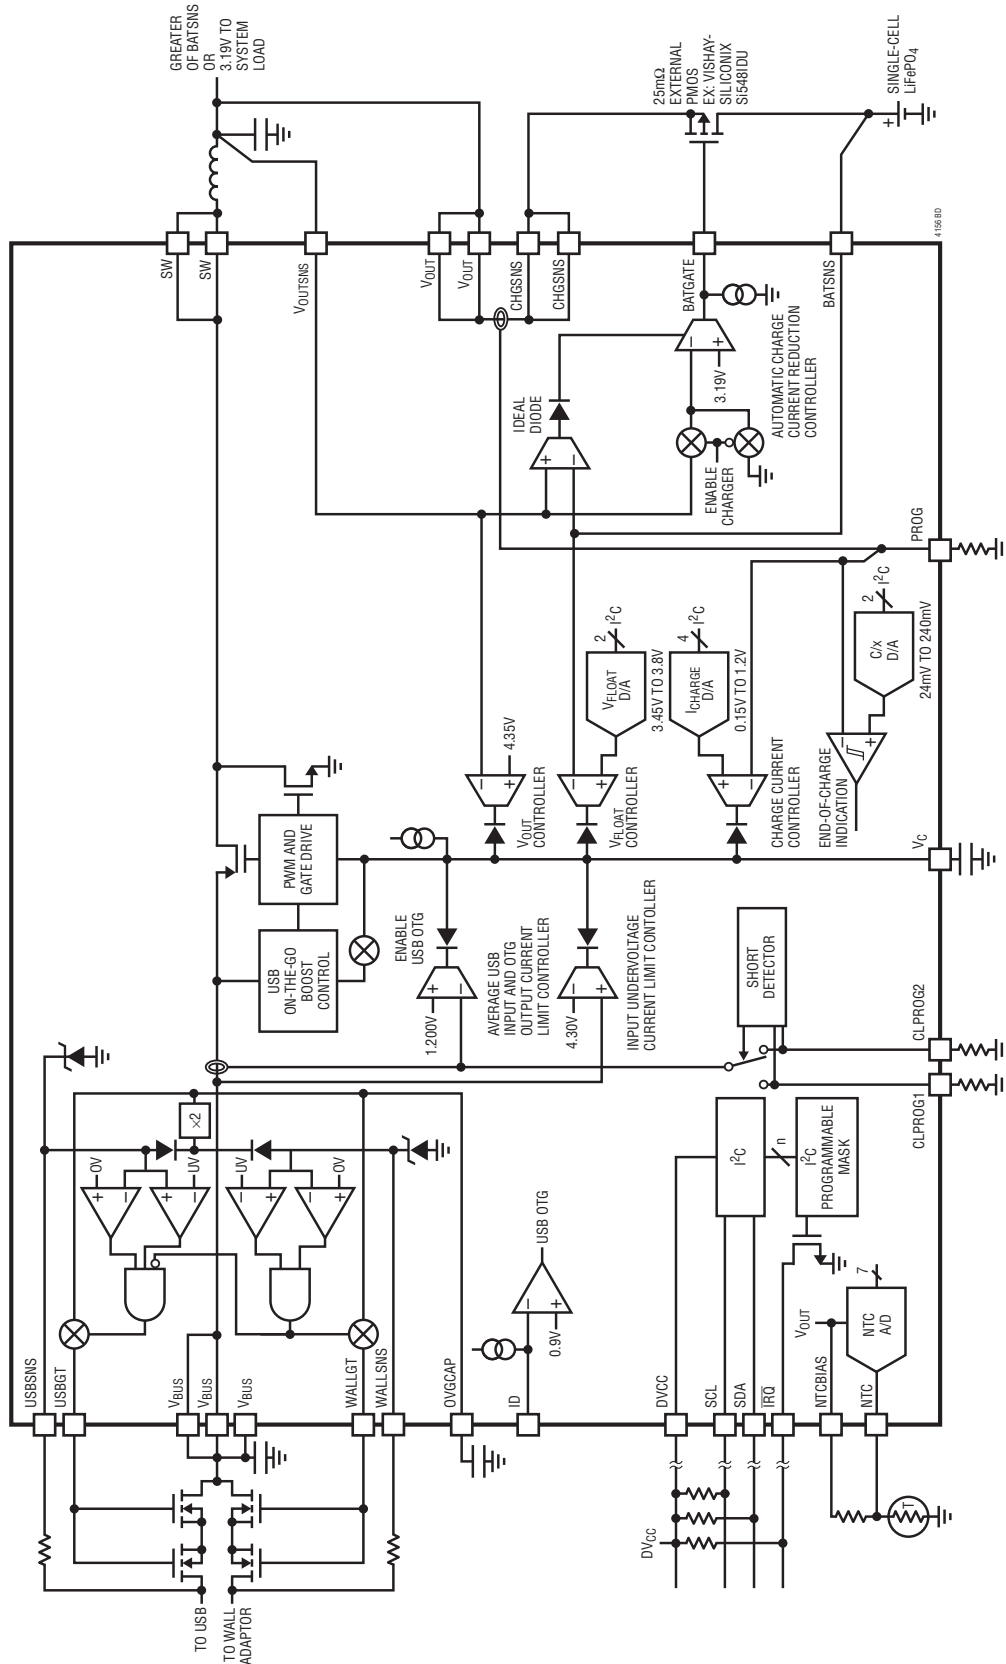 TO USB
TO WALL
ADAPTOR
USBSNS
USBGT
VBUS
VBUS
VBUS
WALLGT
WALLSNS
OVGCAP
ID
DVCC
SCL
SDA
IRQ
NTCBIAS
NTC
DVCC
T
OV
+
−
+
−
UV
×2
UV
−
+
−
+
OV
−
+
0.9V
USB OTG
I2C
n
I2C
PROGRAMMABLE
MASK
VOUT
7
NTC
A/D
CLPROG1
CLPROG2
SHORT
DETECTOR
USB
ON-THE-GO
BOOST
CONTROL
PWM AND
GATE DRIVE
ENABLE
USB OTG
1.200V
+
−
AVERAGE USB
INPUT AND OTG
OUTPUT CURRENT
LIMIT CONTROLLER
4.30V
−
+
INPUT UNDERVOLTAGE
CURRENT LIMIT CONTOLLER
VC
−
+
4.35V
VOUT
CONTROLLER
−
+
VFLOAT
CONTROLLER
VFLOAT
D/A
2
I2C
3.45V TO 3.8V
ICHARGE
D/A
4
I2C
0.15V TO 1.2V
+
−
CHARGE CURRENT
CONTROLLER
END-OF-CHARGE
INDICATION
−
+
C/x
D/A
2
I2C
24mV TO 240mV
PROG
IDEAL
DIODE
+
−
ENABLE
CHARGER
−
+
3.19V
AUTOMATIC CHARGE
CURRENT REDUCTION
CONTROLLER
SW
SW
VOUTSNS
VOUT
VOUT
CHGSNS
CHGSNS
BATGATE
BATSNS
GREATER
OF BATSNS
OR
3.19V TO
SYSTEM
LOAD
25mΩ
EXTERNAL
PMOS
EX: VISHAY-
SILICONIX
Si5481DU
+
SINGLE-CELL
LiFePO4
4156 BD